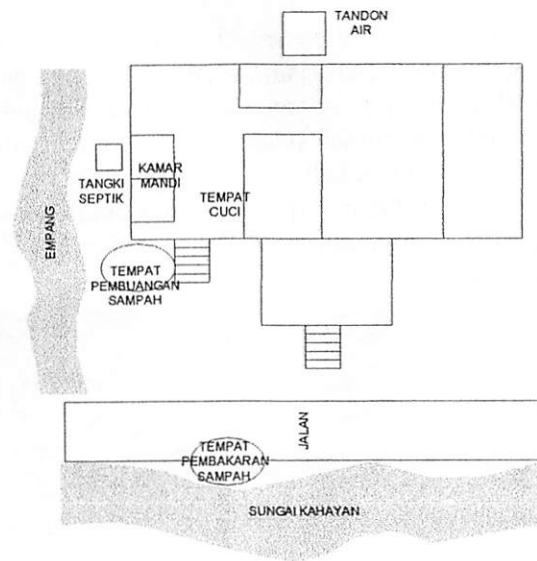 TANDON
AIR
KAMAR
MANDI
TANGKI
SEPTIK
TEMPAT
CUCI
EMPANG
TEMPAT
PEMBUANGAN
SAMPAH
JALAN
TEMPAT
PEMBAKARAN
SAMPAH
SUNGAI KAHAYAN